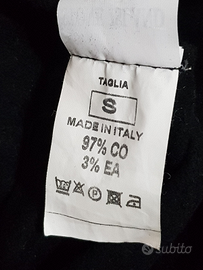 TAGLIA
S
MADE IN ITALY
97% CO
3% EA
P
subito